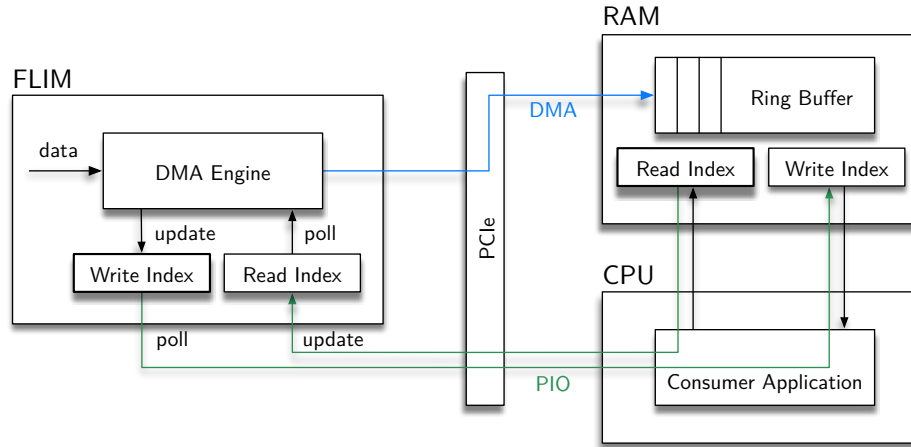 RAM
FLIM
Ring Buffer
DMA
data
DMA Engine
Read Index
Write Index
update
poll
PCIe
Write Index
Read Index
CPU
poll
update
PIO
Consumer Application